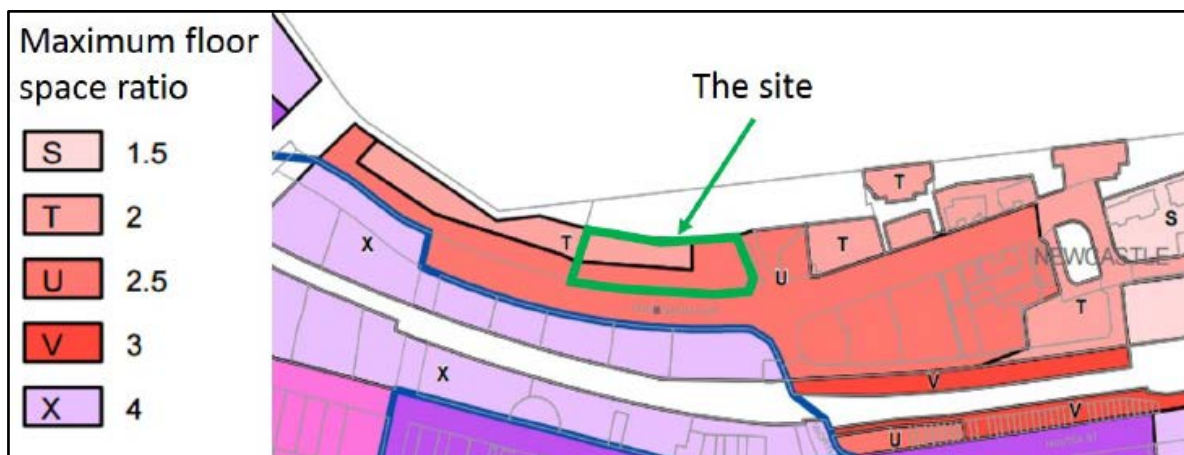 Maximum floor
space ratio
S 1.5
T 2
U 2.5
V 3
X 4
The site
T
T
S
X
T
U
NEWCASTLE
T
X
V
V
U